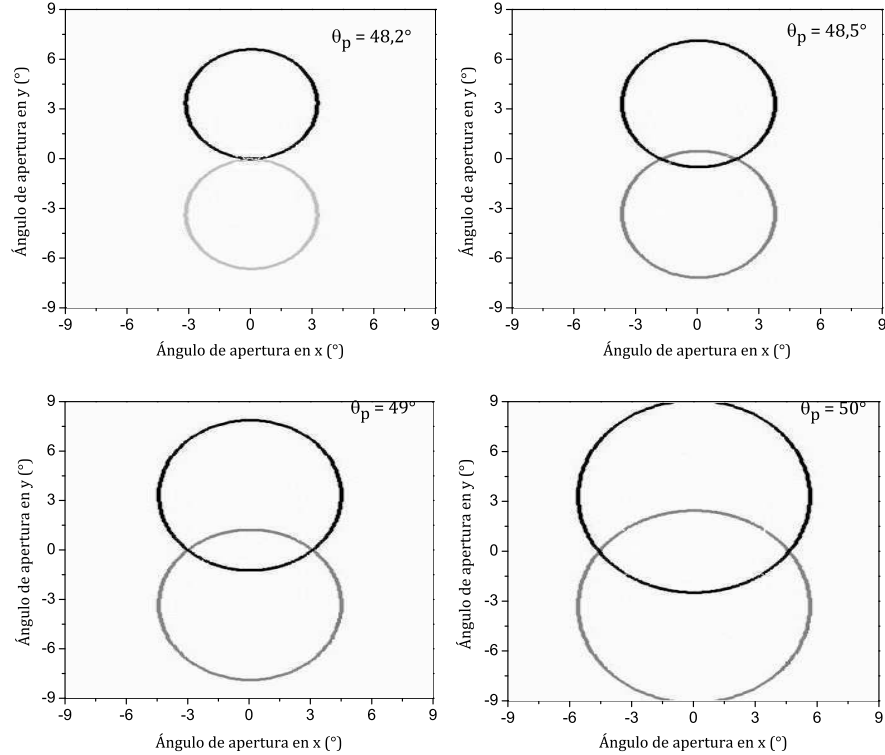 θp = 48,2°
9
6
3
0
-3
-6
-9
Ángulo de apertura en y (°)
-9 -6 -3 0 3 6 9
Ángulo de apertura en x (°)
θp = 48,5°
9
6
3
0
-3
-6
-9
Ángulo de apertura en y (°)
-9 -6 -3 0 3 6 9
Ángulo de apertura en x (°)
θp = 49°
9
6
3
0
-3
-6
-9
Ángulo de apertura en y (°)
-9 -6 -3 0 3 6 9
Ángulo de apertura en x (°)
θp = 50°
9
6
3
0
-3
-6
-9
Ángulo de apertura en y (°)
-9 -6 -3 0 3 6 9
Ángulo de apertura en x (°)